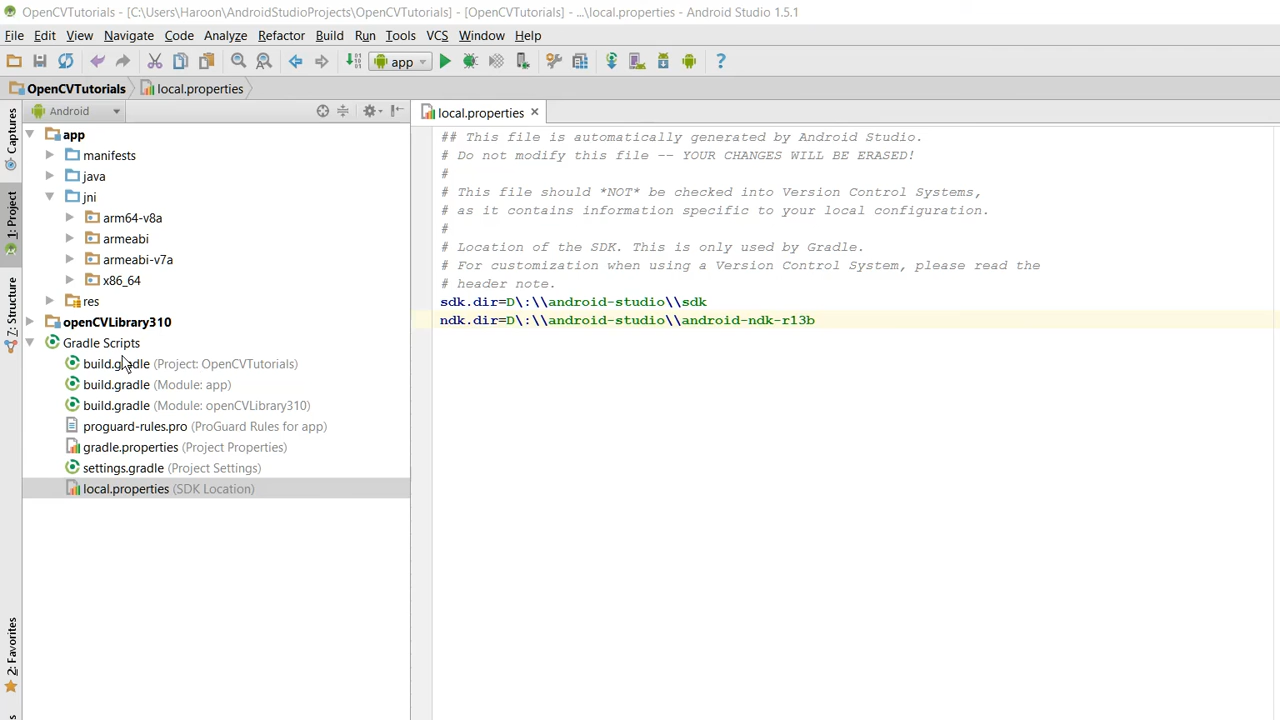 OpenCVTutorials - [C:\Users\Haroon\AndroidStudioProjects\OpenCVTutorials] - [OpenCVTutorials] - ...\local.properties - Android Studio 1.5.1
File Edit View Navigate Code Analyze Refactor Build Run Tools VCS Window Help
app
OpenCVTutorials local.properties
Android
local.properties
Captures
1: Project
7: Structure
2: Favorites
app
manifests
java
jni
arm64-v8a
armeabi
armeabi-v7a
x86_64
res
openCVLibrary310
Gradle Scripts
build.gradle (Project: OpenCVTutorials)
build.gradle (Module: app)
build.gradle (Module: openCVLibrary310)
proguard-rules.pro (ProGuard Rules for app)
gradle.properties (Project Properties)
settings.gradle (Project Settings)
local.properties (SDK Location)
## This file is automatically generated by Android Studio.
# Do not modify this file -- YOUR CHANGES WILL BE ERASED!
#
# This file should *NOT* be checked into Version Control Systems,
# as it contains information specific to your local configuration.
#
# Location of the SDK. This is only used by Gradle.
# For customization when using a Version Control System, please read the
# header note.
sdk.dir=D\:\\android-studio\\sdk
ndk.dir=D\:\\android-studio\\android-ndk-r13b